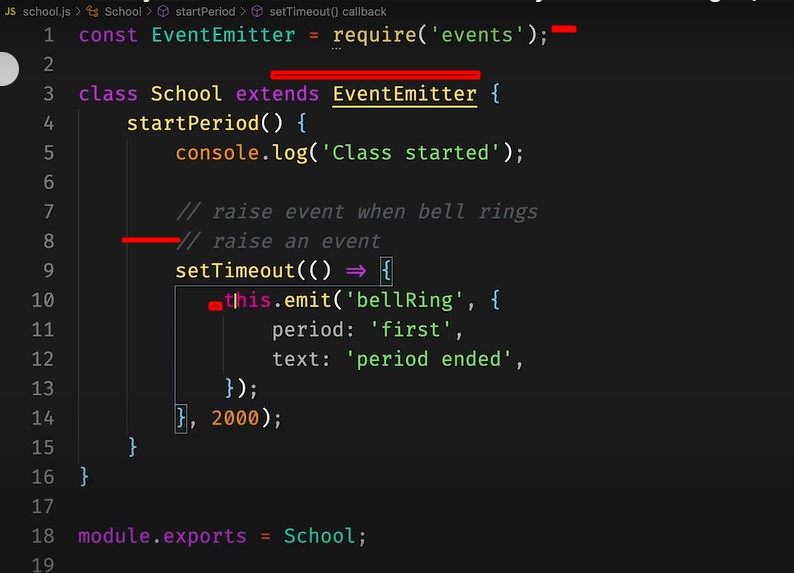 JS school.js > School > startPeriod > setTimeout() callback
1 const EventEmitter = require('events');
2
3 class School extends EventEmitter {
4 startPeriod() {
5 console.log('Class started');
6
7 // raise event when bell rings
8 // raise an event
9 setTimeout(() => {
10 this.emit('bellRing', {
11 period: 'first',
12 text: 'period ended',
13 });
14 }, 2000);
15 }
16 }
17
18 module.exports = School;
19